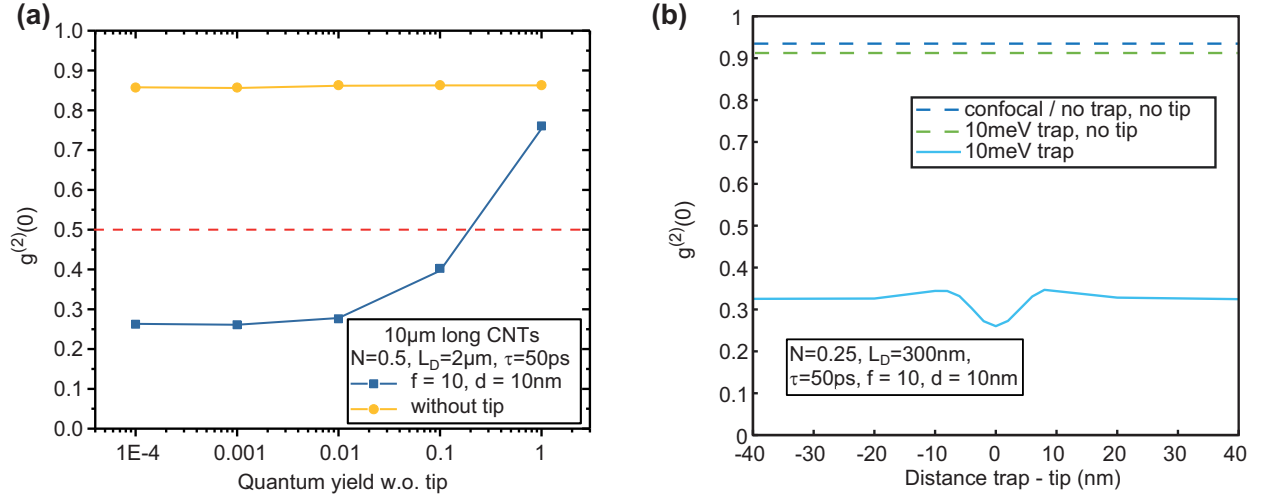 (a)
1.0
0.9
0.8
0.7
0.6
0.5
0.4
0.3
0.2
0.1
0.0
g(2)(0)
1E-4 0.001 0.01 0.1 1
Quantum yield w.o. tip
10μm long CNTs
N=0.5, LD=2μm, τ=50ps
f = 10, d = 10nm
without tip
(b)
1
0.9
0.8
0.7
0.6
0.5
0.4
0.3
0.2
0.1
0
g(2)(0)
-40 -30 -20 -10 0 10 20 30 40
Distance trap - tip (nm)
confocal / no trap, no tip
10meV trap, no tip
10meV trap
N=0.25, LD=300nm,
τ=50ps, f = 10, d = 10nm